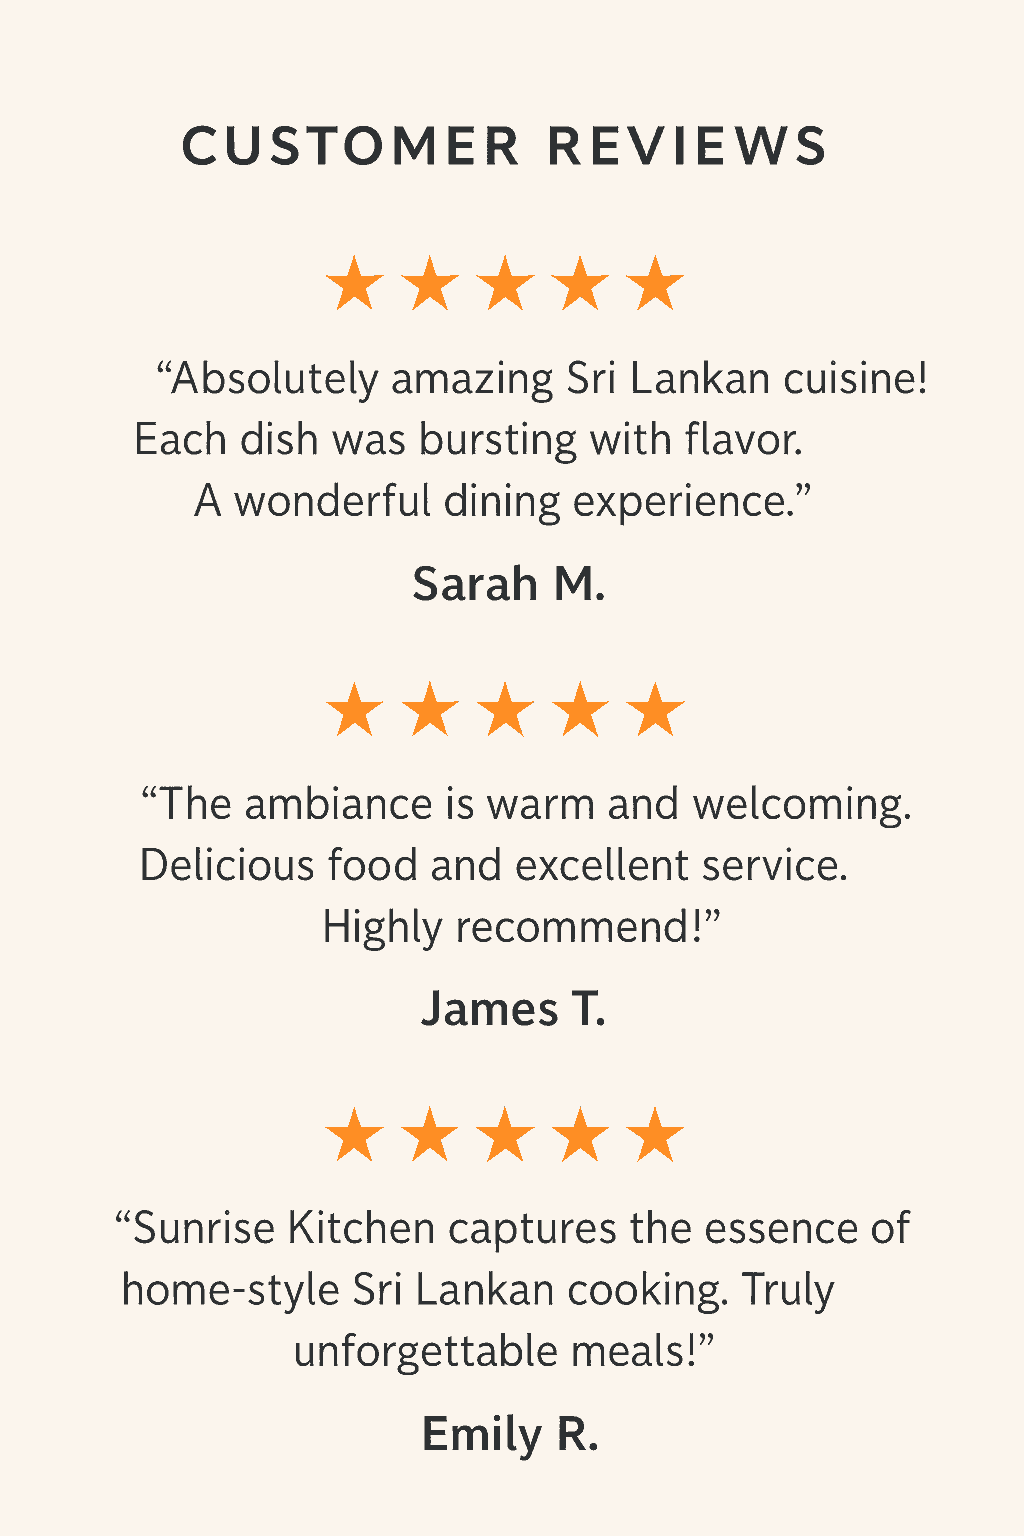 CUSTOMER REVIEWS
“Absolutely amazing Sri Lankan cuisine!
Each dish was bursting with flavor.
A wonderful dining experience.”
Sarah M.
“The ambiance is warm and welcoming.
Delicious food and excellent service.
Highly recommend!”
James T.
“Sunrise Kitchen captures the essence of
home-style Sri Lankan cooking. Truly
unforgettable meals!”
Emily R.